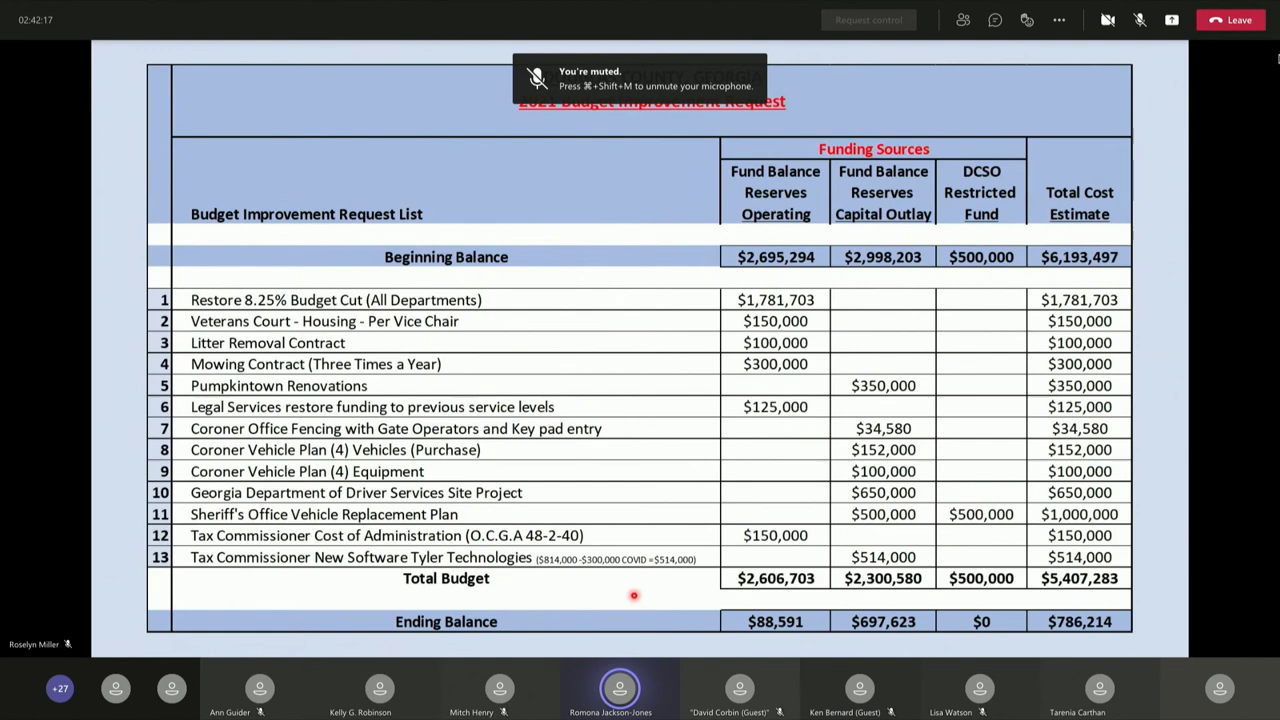 02:42:17
Request control
Leave
You're muted.
Press ⌘+Shift+M to unmute your microphone.
COUNTY, GEORGIA
2021 Budget Improvement Request
Funding Sources
Budget Improvement Request List
Fund Balance Reserves Operating
Fund Balance Reserves Capital Outlay
DCSO Restricted Fund
Total Cost Estimate
Beginning Balance $2,695,294 $2,998,203 $500,000 $6,193,497
1 Restore 8.25% Budget Cut (All Departments) $1,781,703 $1,781,703
2 Veterans Court - Housing - Per Vice Chair $150,000 $150,000
3 Litter Removal Contract $100,000 $100,000
4 Mowing Contract (Three Times a Year) $300,000 $300,000
5 Pumpkintown Renovations $350,000 $350,000
6 Legal Services restore funding to previous service levels $125,000 $125,000
7 Coroner Office Fencing with Gate Operators and Key pad entry $34,580 $34,580
8 Coroner Vehicle Plan (4) Vehicles (Purchase) $152,000 $152,000
9 Coroner Vehicle Plan (4) Equipment $100,000 $100,000
10 Georgia Department of Driver Services Site Project $650,000 $650,000
11 Sheriff's Office Vehicle Replacement Plan $500,000 $500,000 $1,000,000
12 Tax Commissioner Cost of Administration (O.C.G.A 48-2-40) $150,000 $150,000
13 Tax Commissioner New Software Tyler Technologies ($814,000 -$300,000 COVID =$514,000) $514,000 $514,000
Total Budget $2,606,703 $2,300,580 $500,000 $5,407,283
Ending Balance $88,591 $697,623 $0 $786,214
Roselyn Miller
+27
Ann Guider
Kelly G. Robinson
Mitch Henry
Romona Jackson-Jones
"David Corbin (Guest)"
Ken Bernard (Guest)
Lisa Watson
Tarenia Carthan